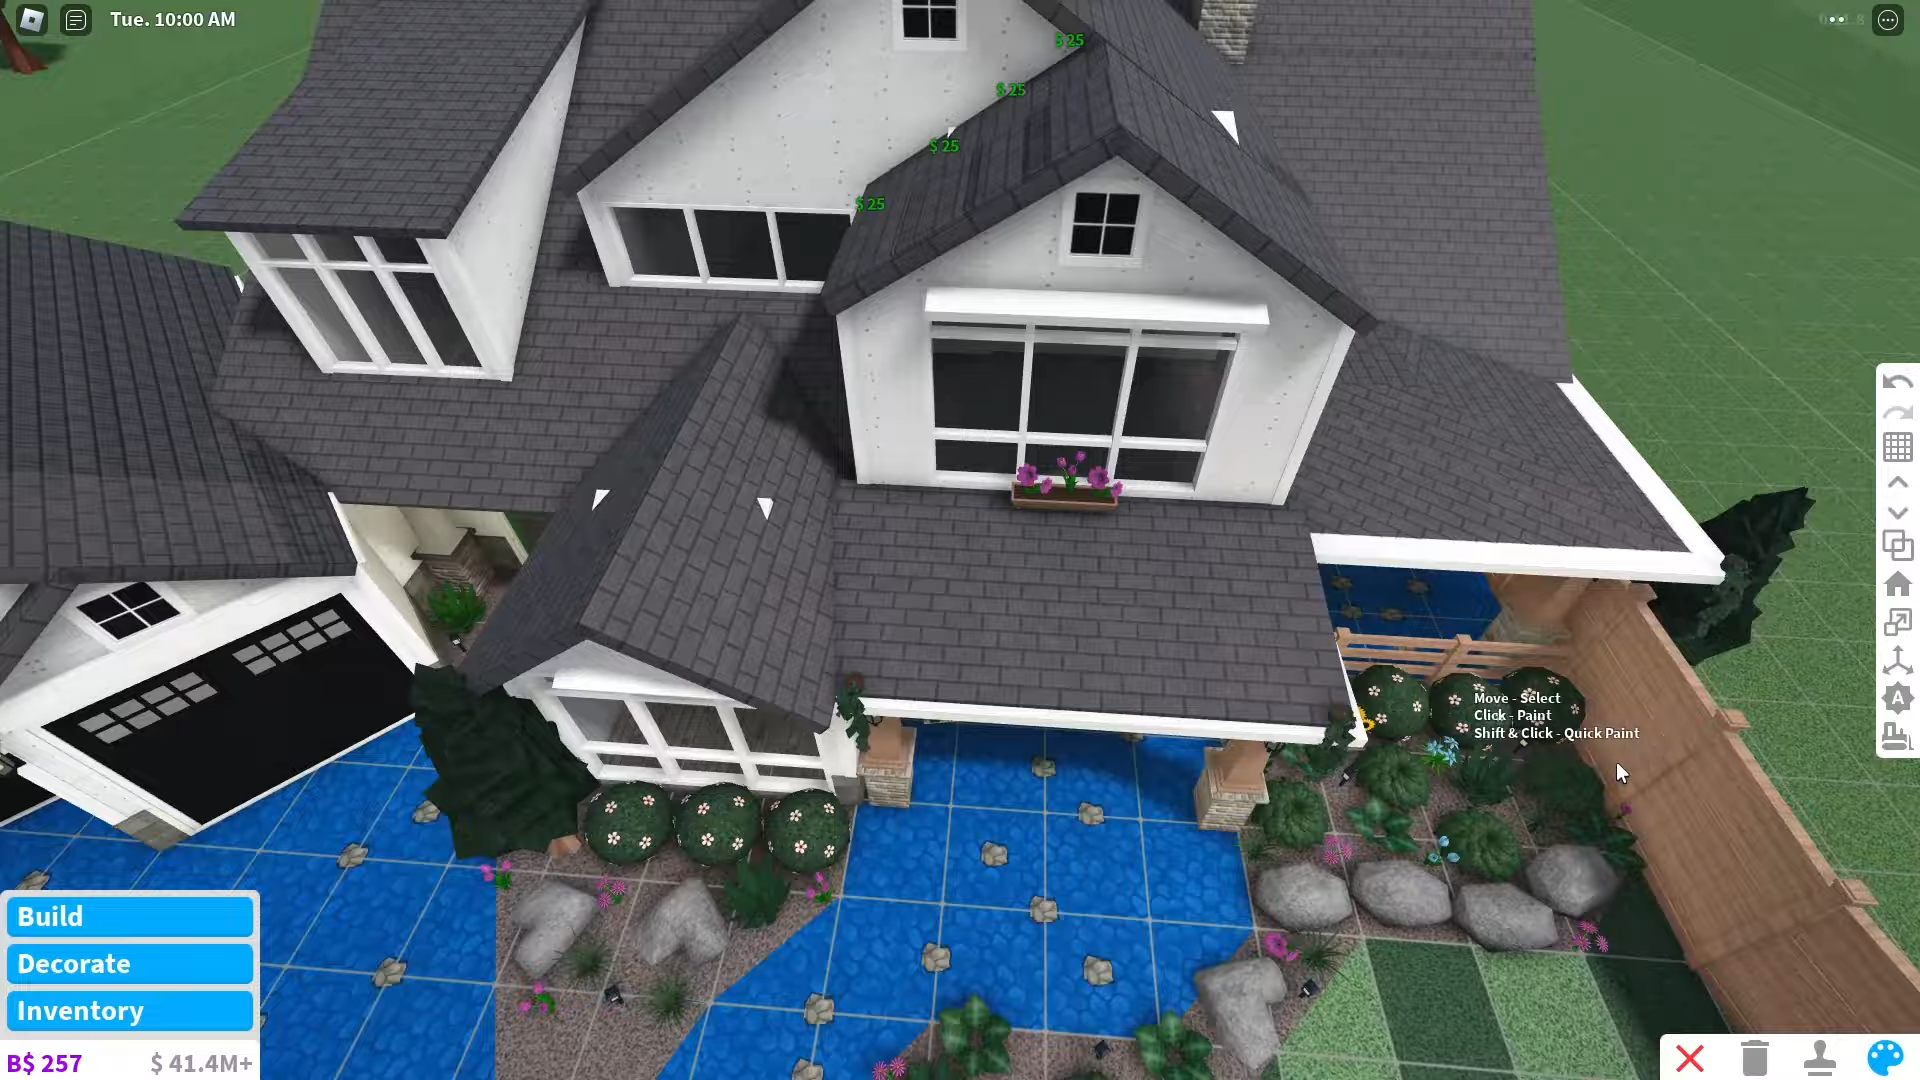 Tue. 10:00 AM
$ 25
$ 25
$ 25
$ 25
Move - Select
Click - Paint
Shift & Click - Quick Paint
A
Build
Decorate
Inventory
B$ 257
$ 41.4M+